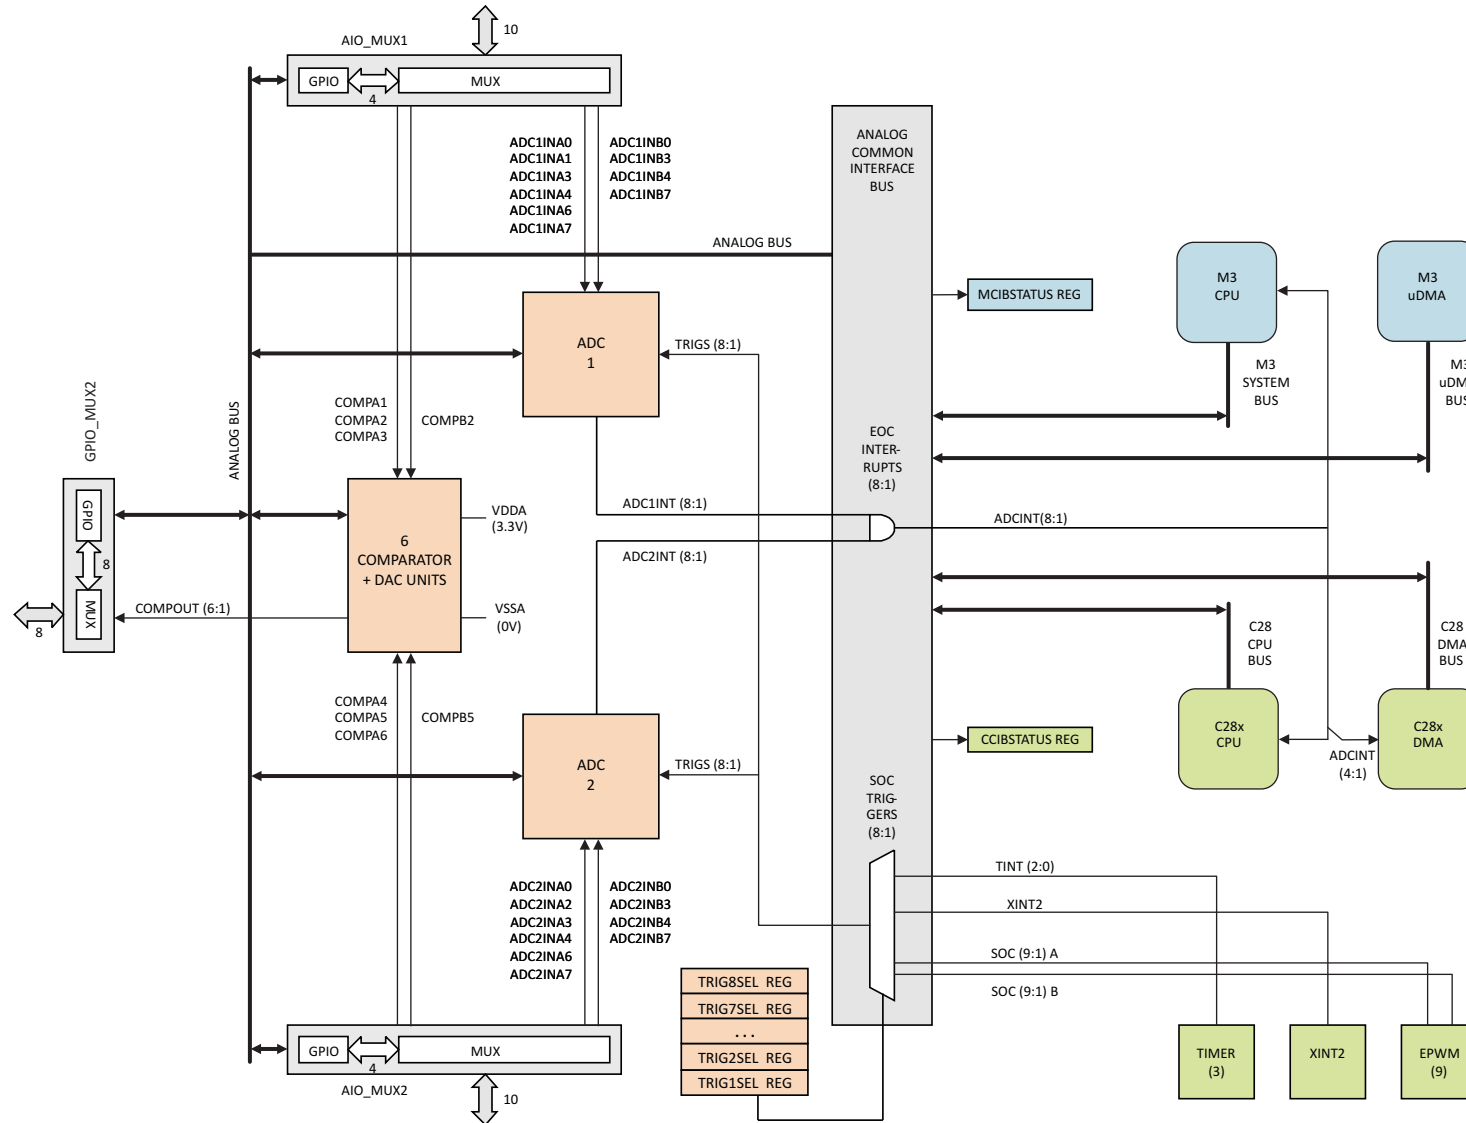 10
AIO_MUX1
GPIO
4
MUX
ADC1INA0
ADC1INA1
ADC1INA3
ADC1INA4
ADC1INA6
ADC1INA7
ADC1INB0
ADC1INB3
ADC1INB4
ADC1INB7
ANALOG
COMMON
INTERFACE
BUS
ANALOG BUS
MCIBSTATUS REG
M3
CPU
M3
uDMA
ADC
1
TRIGS (8:1)
M3
SYSTEM
BUS
M3
uDM
BUS
GPIO_MUX2
ANALOG BUS
COMPA1
COMPA2
COMPA3
COMPB2
EOC
INTER-
RUPTS
(8:1)
GPIO
8
MUX
8
COMPOUT (6:1)
6
COMPARATOR
+ DAC UNITS
VDDA
(3.3V)
VSSA
(0V)
ADC1INT (8:1)
ADC2INT (8:1)
ADCINT(8:1)
C28
CPU
BUS
C28
DMA
BUS
COMPA4
COMPA5
COMPA6
COMPB5
ADC
2
TRIGS (8:1)
CCIBSTATUS REG
C28x
CPU
ADCINT
(4:1)
C28x
DMA
SOC
TRIG-
GERS
(8:1)
ADC2INA0
ADC2INA2
ADC2INA3
ADC2INA4
ADC2INA6
ADC2INA7
ADC2INB0
ADC2INB3
ADC2INB4
ADC2INB7
TINT (2:0)
XINT2
SOC (9:1) A
SOC (9:1) B
TRIG8SEL REG
TRIG7SEL REG
...
TRIG2SEL REG
TRIG1SEL REG
GPIO
4
MUX
AIO_MUX2
10
TIMER
(3)
XINT2
EPWM
(9)